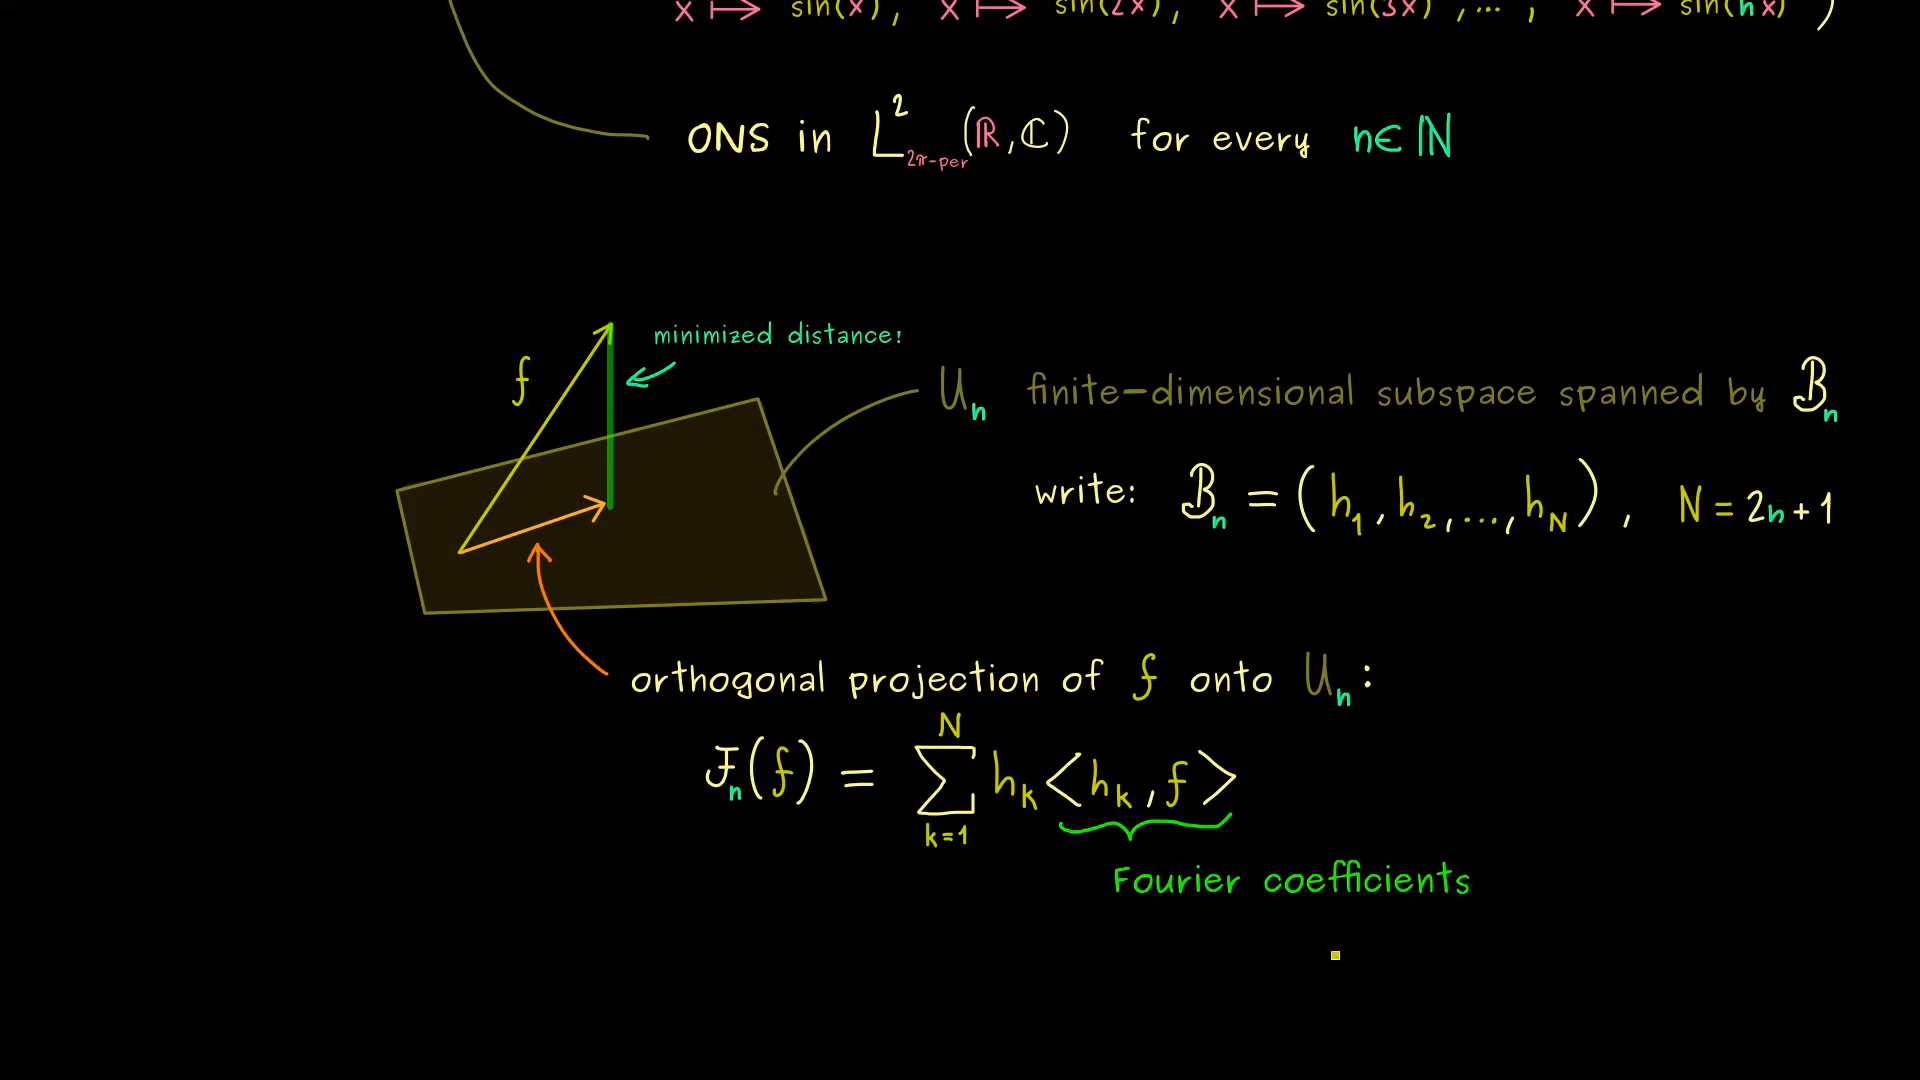 x ⟼ sin(x), x ⟼ sin(2x), x ⟼ sin(3x), ..., x ⟼ sin(nx) )
ONS in L²_{2π-per}(ℝ, ℂ) for every n∈ℕ
minimized distance!
f
U_n finite-dimensional subspace spanned by ℬ_n
write: ℬ_n = (h_1, h_2, ..., h_N), N = 2n+1
orthogonal projection of f onto U_n:
ℱ_n(f) = ∑_{k=1}^{N} h_k <h_k, f>
Fourier coefficients